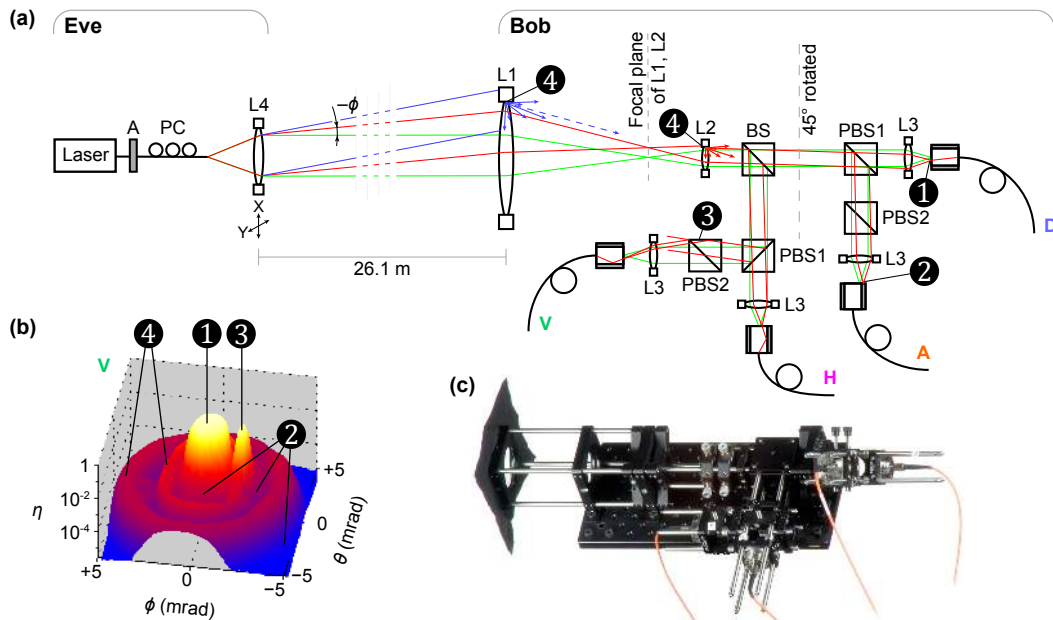 (a)
Eve
Bob
Laser
A
PC
L4
X
Y
−ϕ
26.1 m
L1
4
Focal plane
of L1, L2
4
L2
BS
45° rotated
PBS1
L3
1
D
PBS2
L3
2
A
3
PBS1
PBS2
L3
V
L3
H
(b)
V
4
1
3
2
1
10⁻²
10⁻⁴
η
+5
0
−5
ϕ (mrad)
+5
0
−5
θ (mrad)
(c)